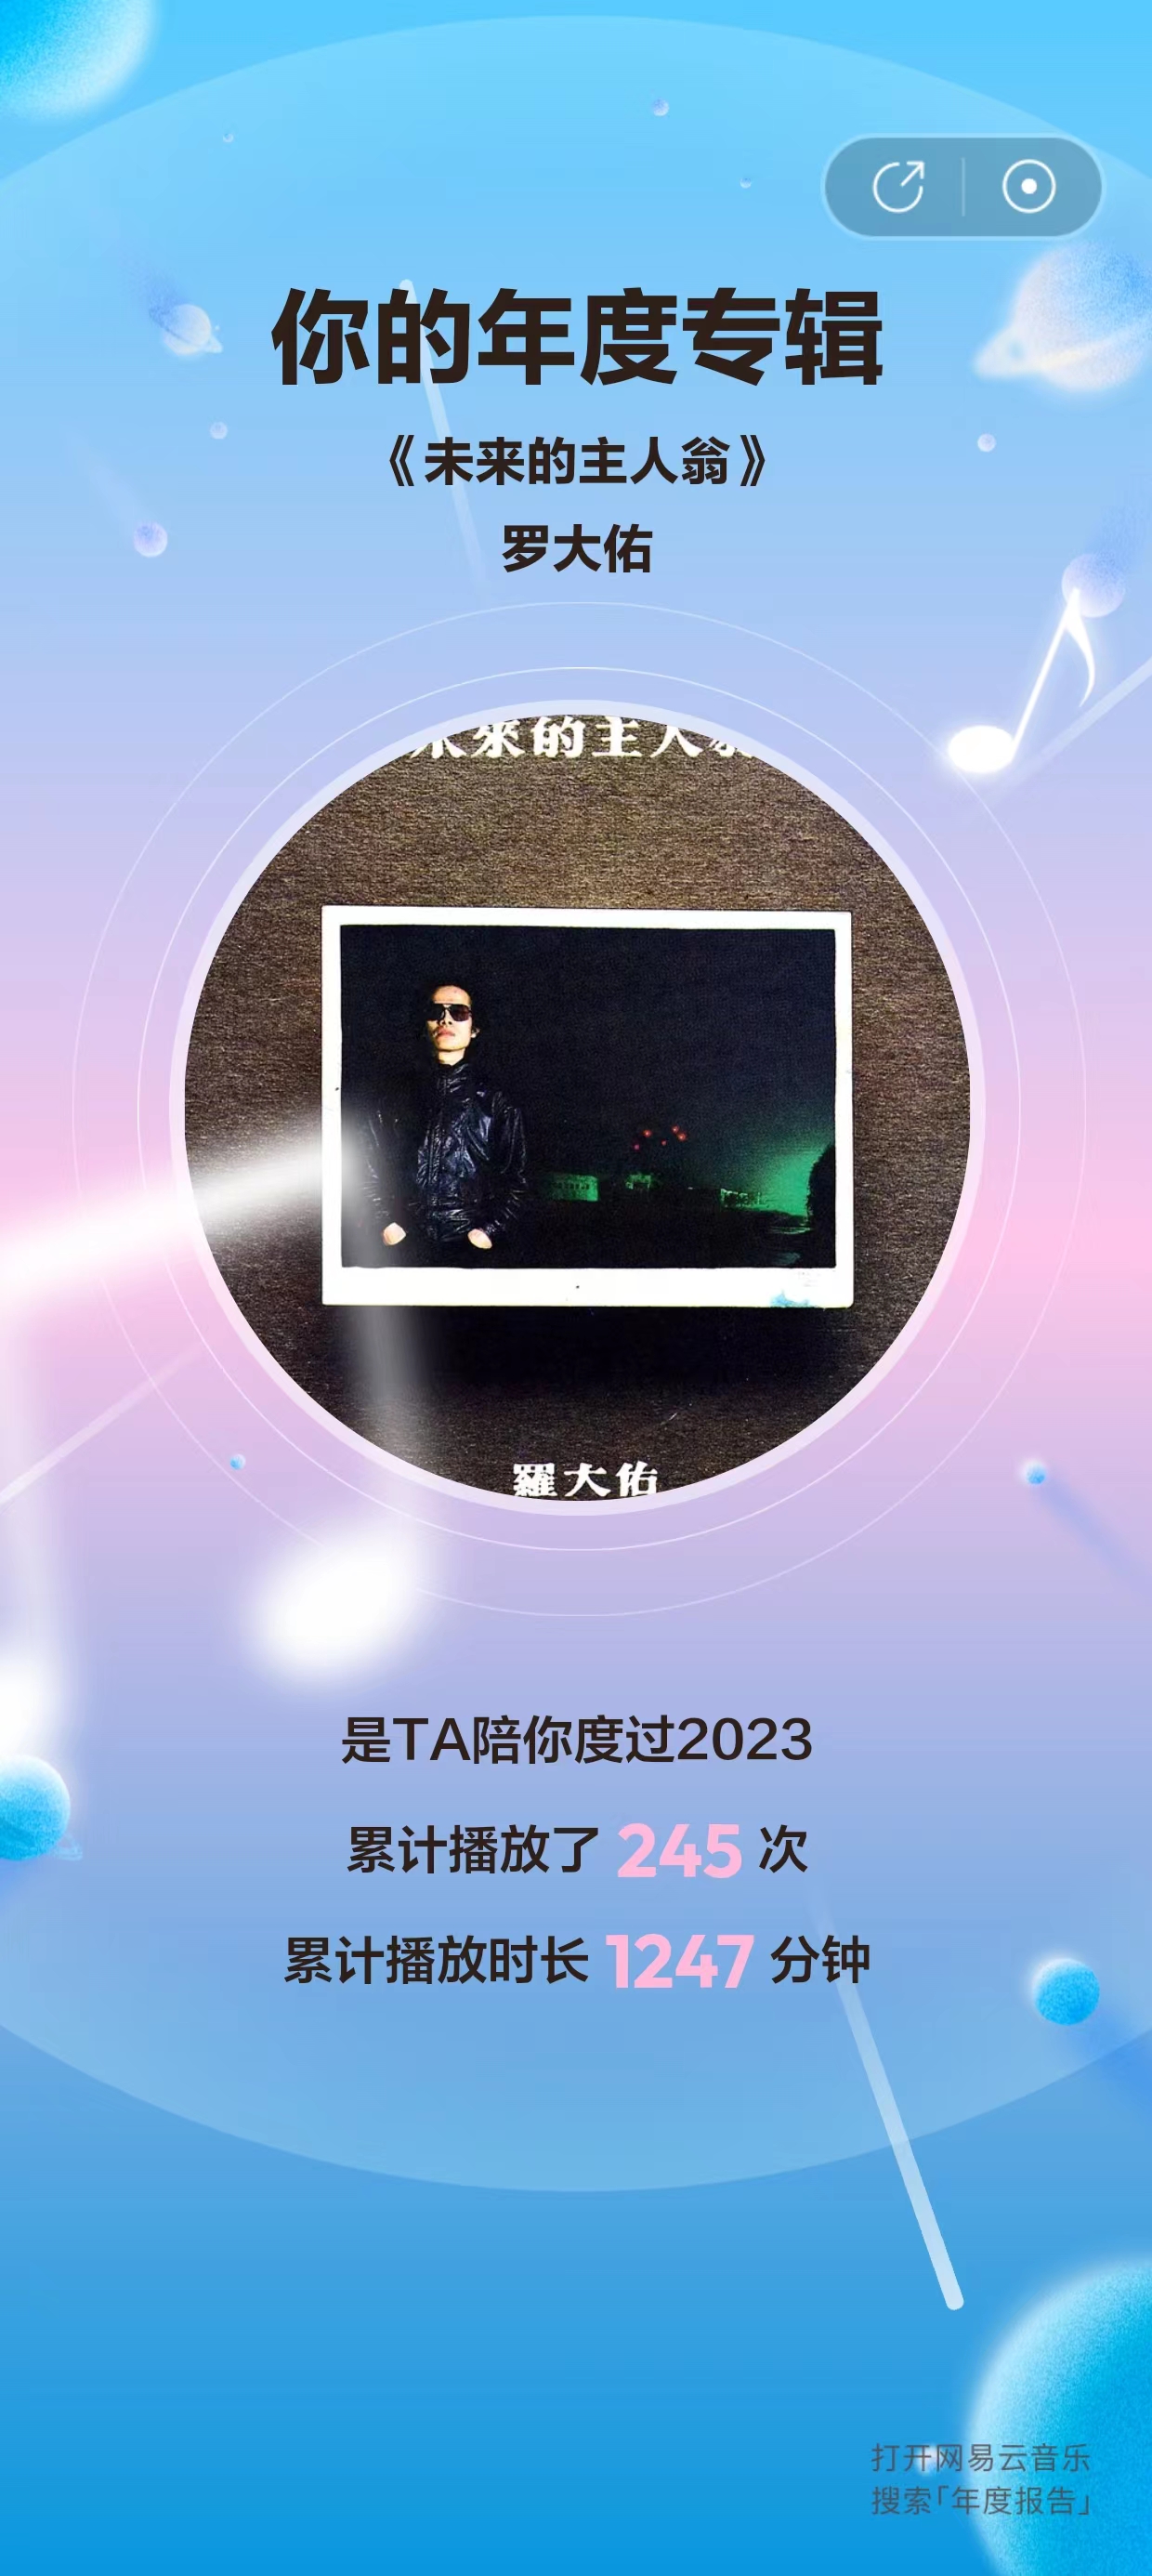 你的年度专辑
《未来的主人翁》
罗大佑
未來的主人翁
羅大佑
是TA陪你度过2023
累计播放了 245 次
累计播放时长 1247 分钟
打开网易云音乐
搜索「年度报告」